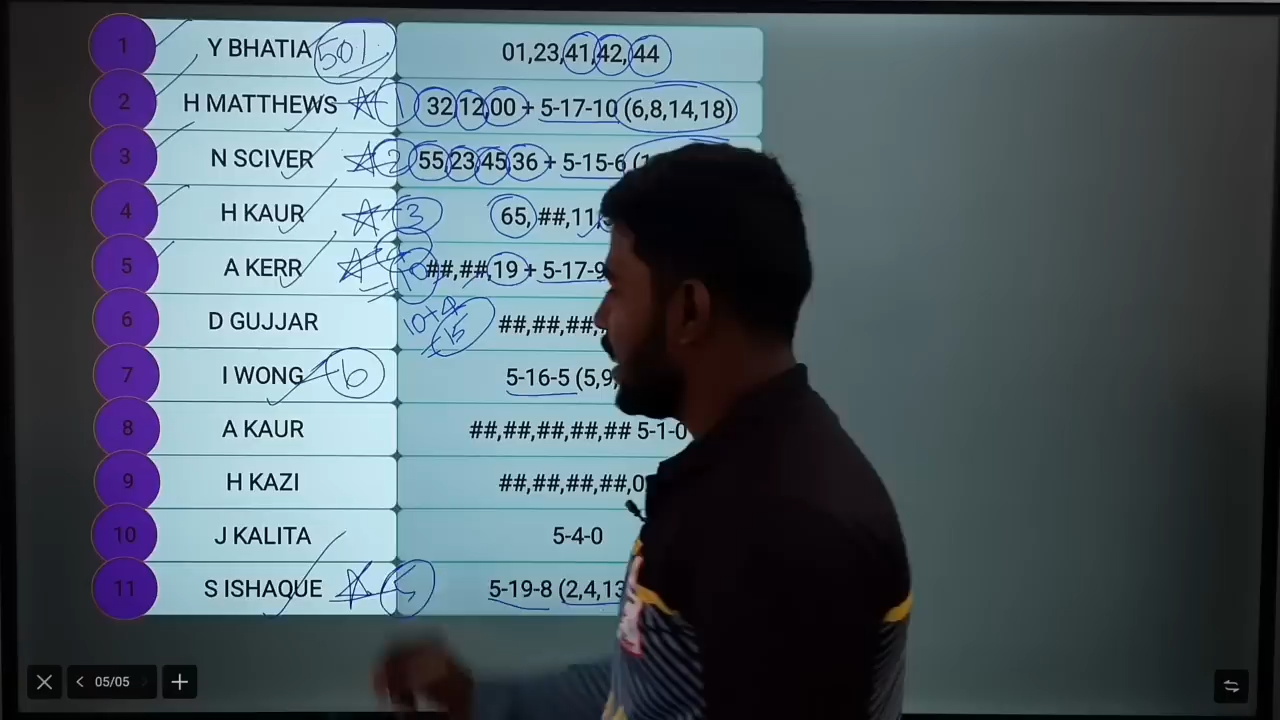 1 Y BHATIA 50% 01,23,41,42,44
2 H MATTHEWS 1 32,12,00 + 5-17-10 (6,8,14,18)
3 N SCIVER 2 55,23,45,36 + 5-15-6
4 H KAUR 3 65,##,11,
5 A KERR ##,##,19 + 5-17-9
6 D GUJJAR 10+4 15 ##,##,##,
7 I WONG 6 5-16-5 (5,9,
8 A KAUR ##,##,##,##,## 5-1-0
9 H KAZI ##,##,##,##,0
10 J KALITA 5-4-0
11 S ISHAQUE 5 5-19-8 (2,4,13
05/05